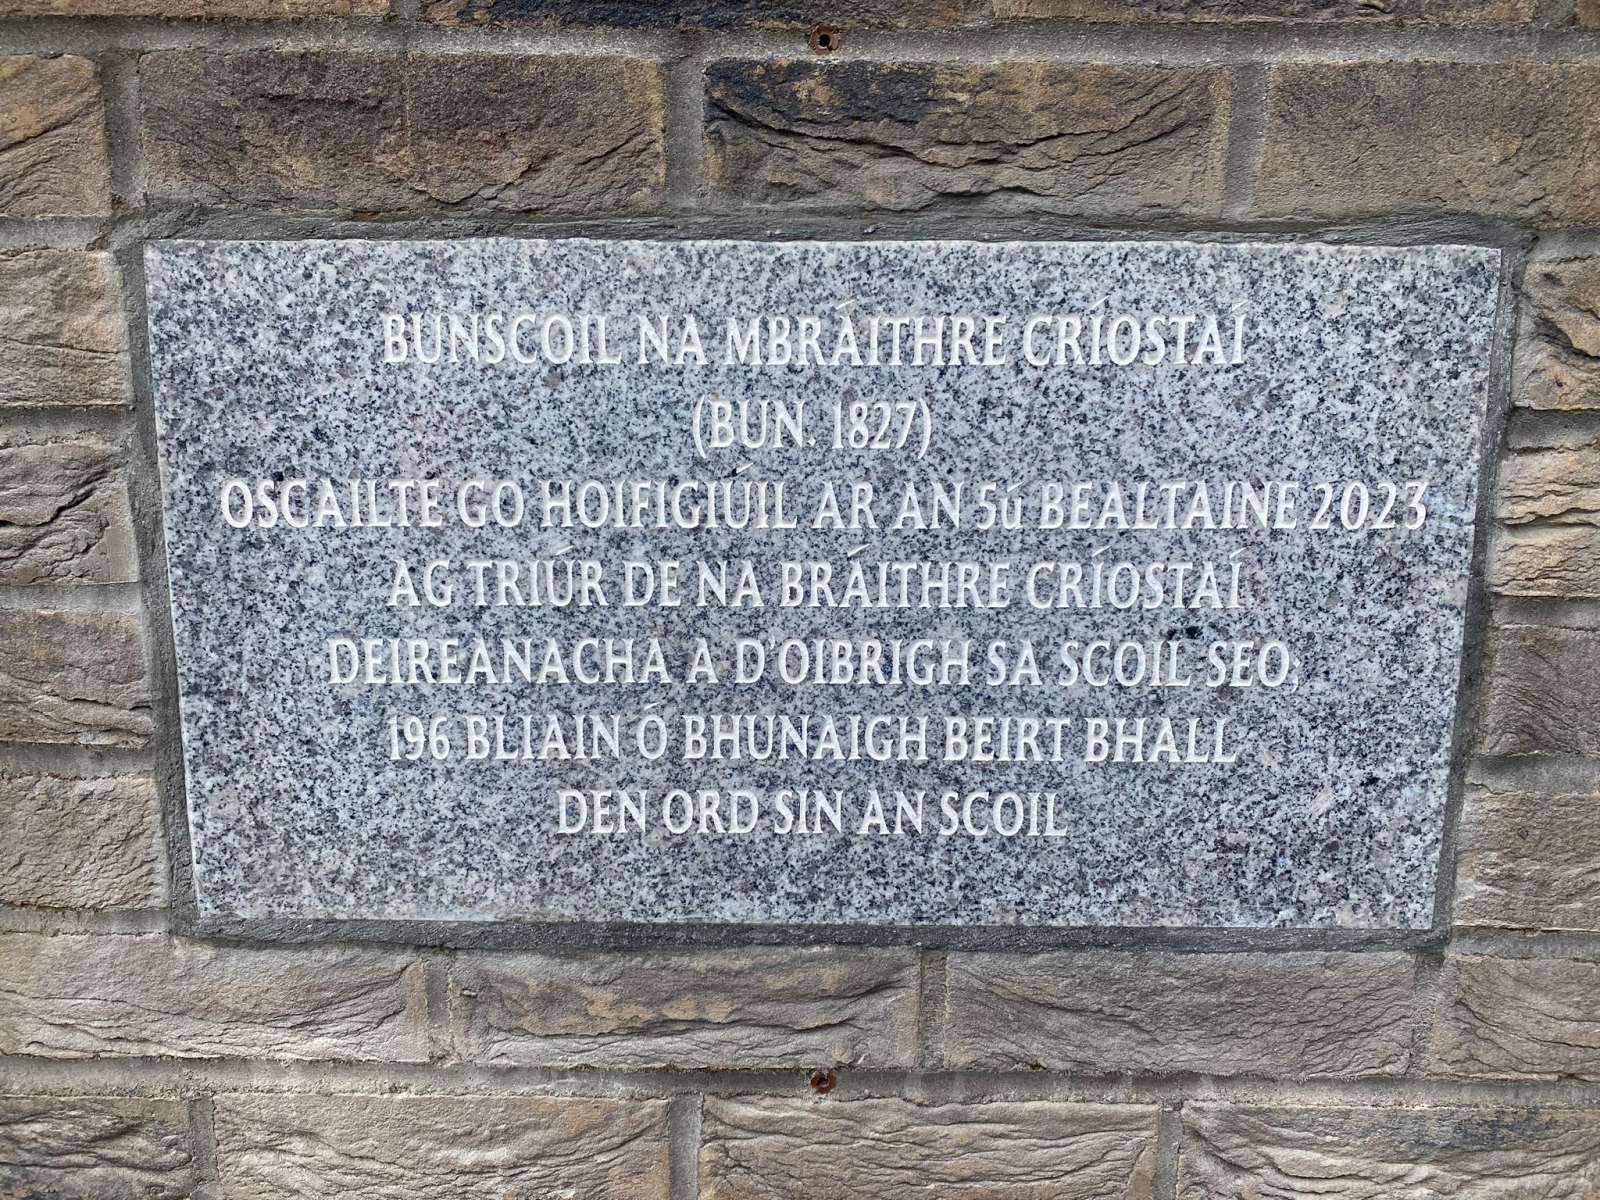 BUNSCOIL NA MBRÁITHRE CRÍOSTAÍ
(BUN. 1827)
OSCAILTE GO HOIFIGIÚIL AR AN 5ú BEALTAINE 2023
AG TRIÚR DE NA BRÁITHRE CRÍOSTAÍ
DEIREANACHA A D'OIBRIGH SA SCOIL SEO;
196 BLIAIN Ó BHUNAIGH BEIRT BHALL
DEN ORD SIN AN SCOIL